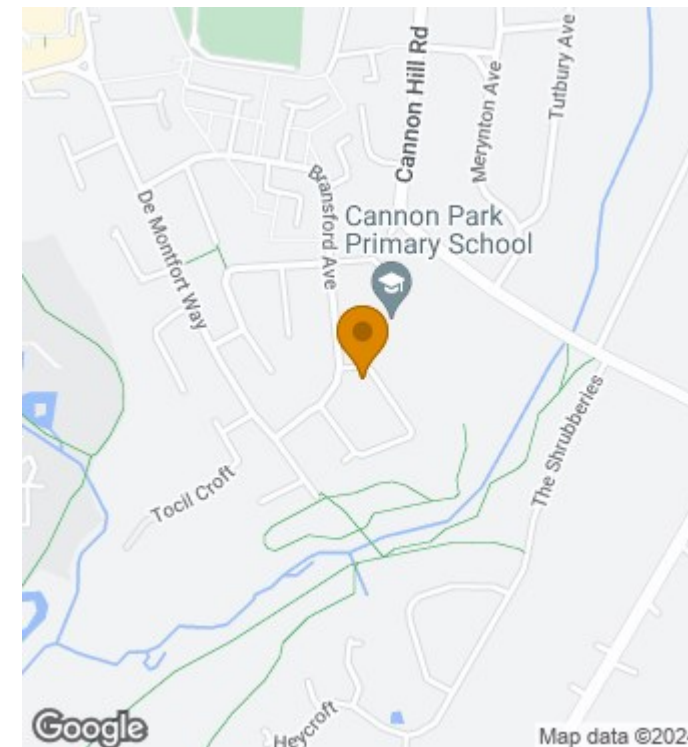 Cannon Hill Rd
Merynton Ave
Tutbury Ave
Bransford Ave
Cannon Park
Primary School
De Montfort Way
The Shrubberies
Tocil Croft
Heycroft
Google
Map data ©2024